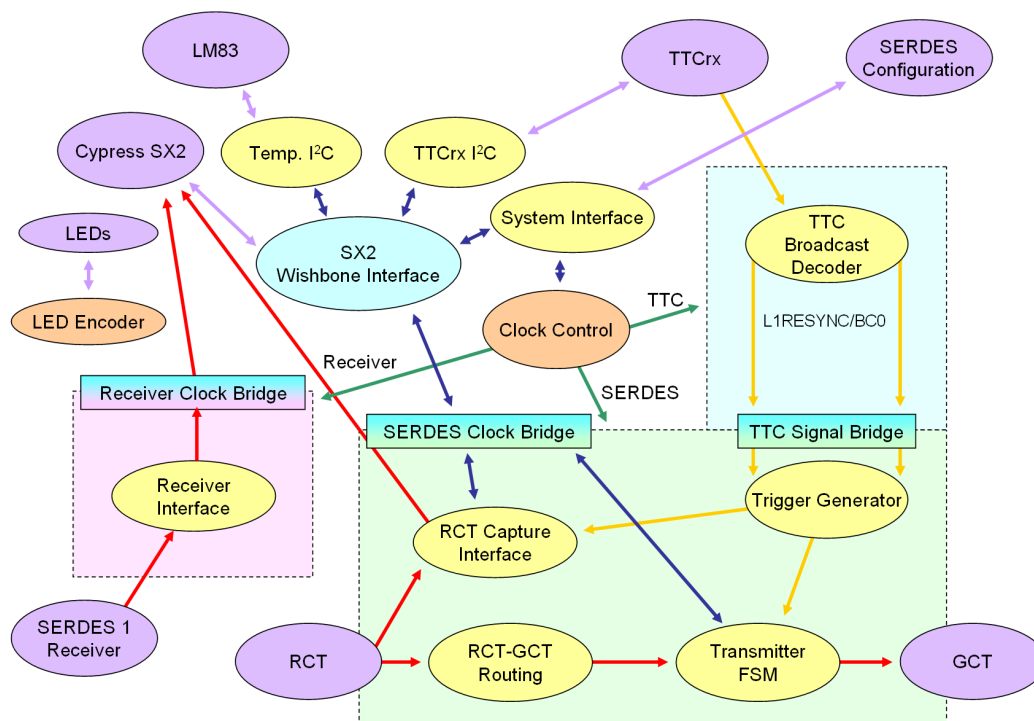 LM83
TTCrx
SERDES
Configuration
Cypress SX2
Temp. I²C
TTCrx I²C
System Interface
LEDs
SX2
Wishbone Interface
TTC
Broadcast
Decoder
LED Encoder
Clock Control
TTC
L1RESYNC/BC0
Receiver
SERDES
Receiver Clock Bridge
SERDES Clock Bridge
TTC Signal Bridge
Receiver
Interface
Trigger Generator
RCT Capture
Interface
SERDES 1
Receiver
RCT
RCT-GCT
Routing
Transmitter
FSM
GCT